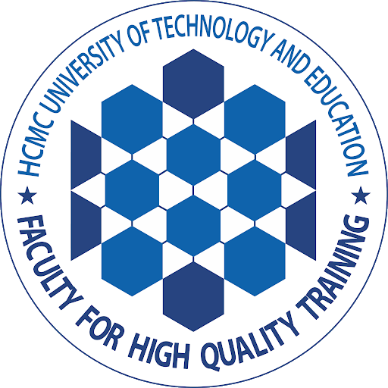 HCMC UNIVERSITY OF TECHNOLOGY AND EDUCATION
FACULTY FOR HIGH QUALITY TRAINING